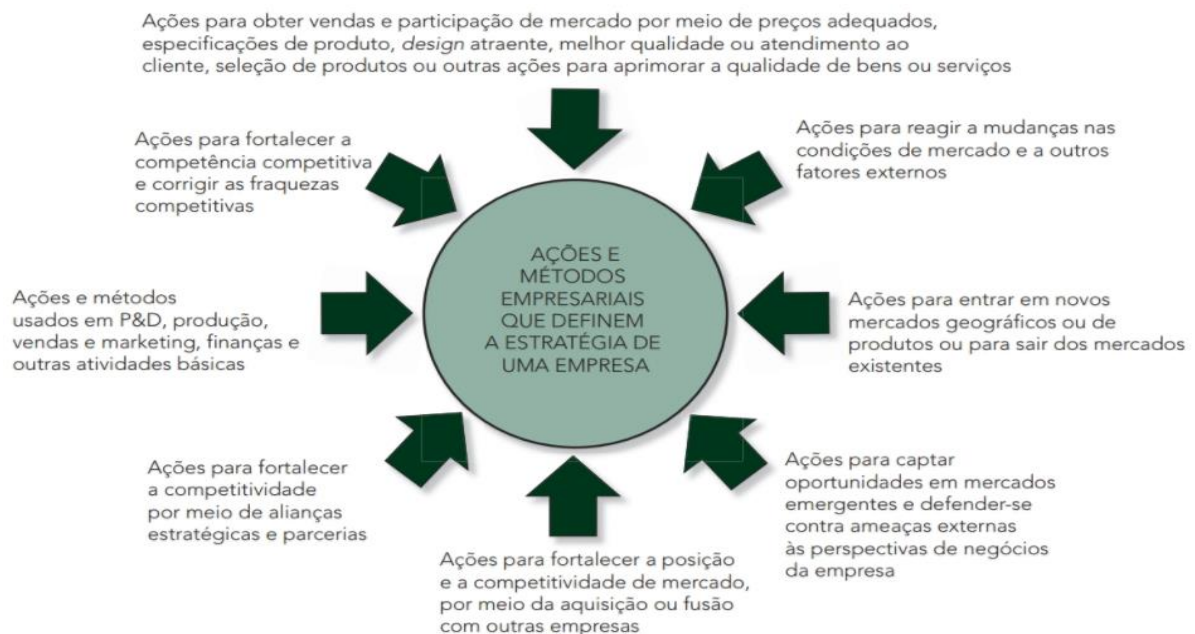 Ações para obter vendas e participação de mercado por meio de preços adequados,
especificações de produto, design atraente, melhor qualidade ou atendimento ao
cliente, seleção de produtos ou outras ações para aprimorar a qualidade de bens ou serviços
Ações para fortalecer a
competência competitiva
e corrigir as fraquezas
competitivas
Ações para reagir a mudanças nas
condições de mercado e a outros
fatores externos
AÇÕES E
MÉTODOS
EMPRESARIAIS
QUE DEFINEM
A ESTRATÉGIA DE
UMA EMPRESA
Ações e métodos
usados em P&D, produção,
vendas e marketing, finanças e
outras atividades básicas
Ações para entrar em novos
mercados geográficos ou de
produtos ou para sair dos mercados
existentes
Ações para fortalecer
a competitividade
por meio de alianças
estratégicas e parcerias
Ações para fortalecer a posição
e a competitividade de mercado,
por meio da aquisição ou fusão
com outras empresas
Ações para captar
oportunidades em mercados
emergentes e defender-se
contra ameaças externas
às perspectivas de negócios
da empresa